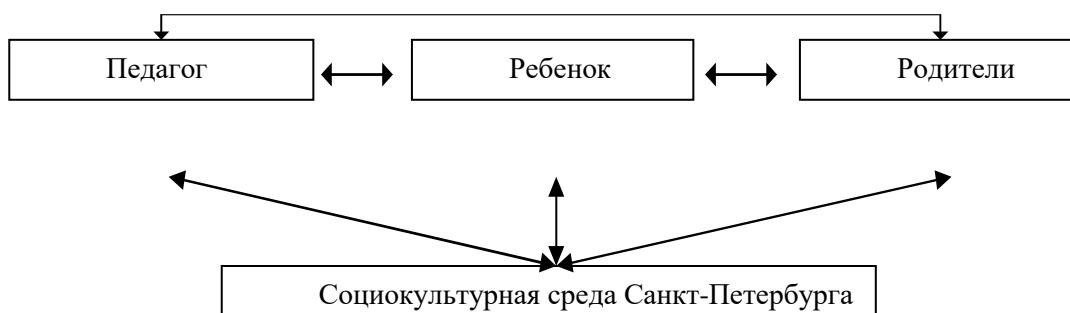 Педагог
Ребенок
Родители
Социокультурная среда Санкт-Петербурга